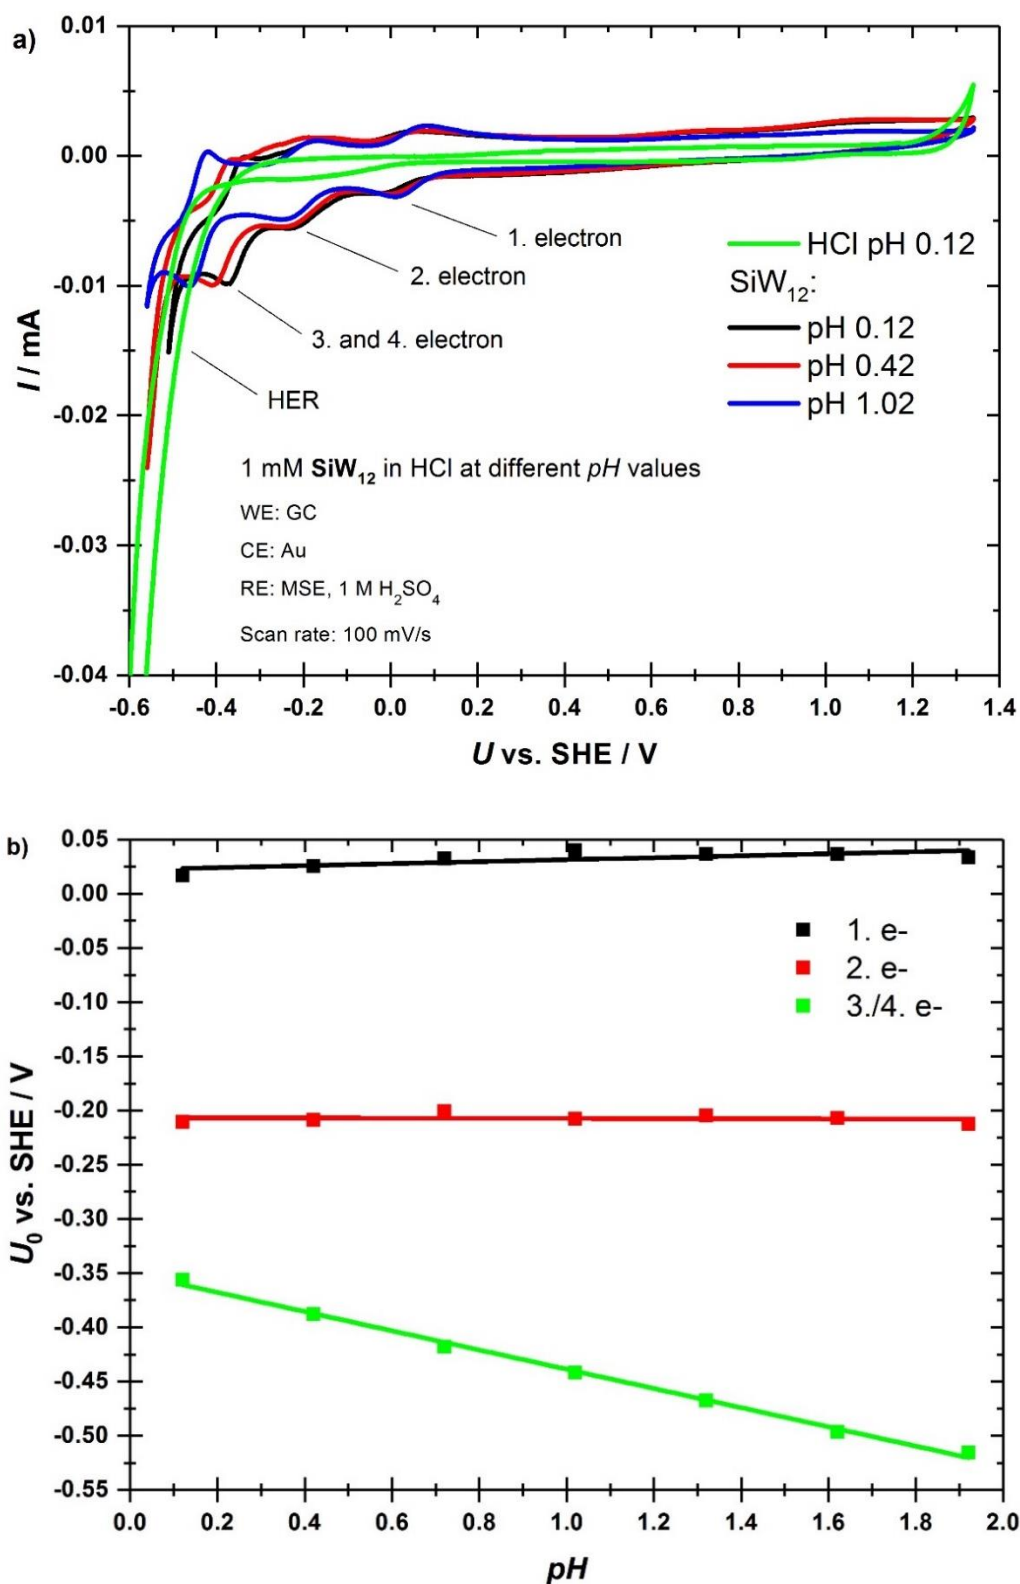 a)
0.01
0.00
-0.01
-0.02
-0.03
-0.04
I / mA
1. electron
2. electron
3. and 4. electron
HER
HCl pH 0.12
SiW12:
pH 0.12
pH 0.42
pH 1.02
1 mM SiW12 in HCl at different pH values
WE: GC
CE: Au
RE: MSE, 1 M H2SO4
Scan rate: 100 mV/s
-0.6 -0.4 -0.2 0.0 0.2 0.4 0.6 0.8 1.0 1.2 1.4
U vs. SHE / V
b)
0.05
0.00
-0.05
-0.10
-0.15
-0.20
-0.25
-0.30
-0.35
-0.40
-0.45
-0.50
-0.55
U0 vs. SHE / V
1. e-
2. e-
3./4. e-
0.0 0.2 0.4 0.6 0.8 1.0 1.2 1.4 1.6 1.8 2.0
pH